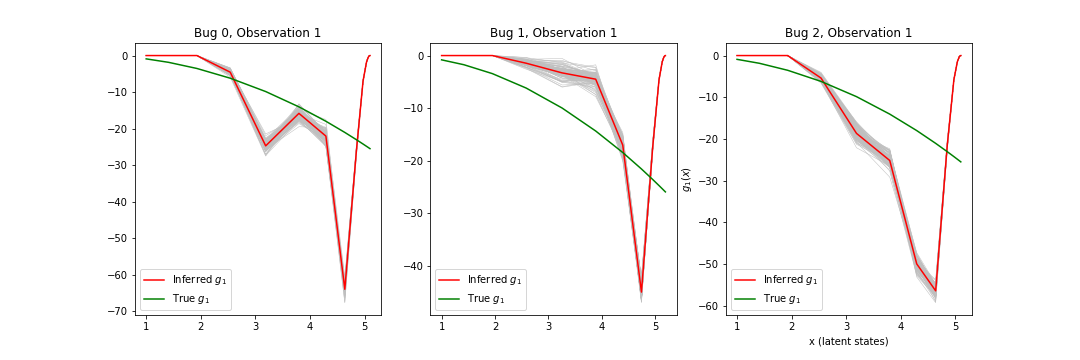 Bug 0, Observation 1
0
−10
−20
−30
−40
−50
−60
−70
1 2 3 4 5
Inferred g₁
True g₁
Bug 1, Observation 1
0
−10
−20
−30
−40
1 2 3 4 5
Inferred g₁
True g₁
Bug 2, Observation 1
g₁(x)
0
−10
−20
−30
−40
−50
−60
1 2 3 4 5
x (latent states)
Inferred g₁
True g₁